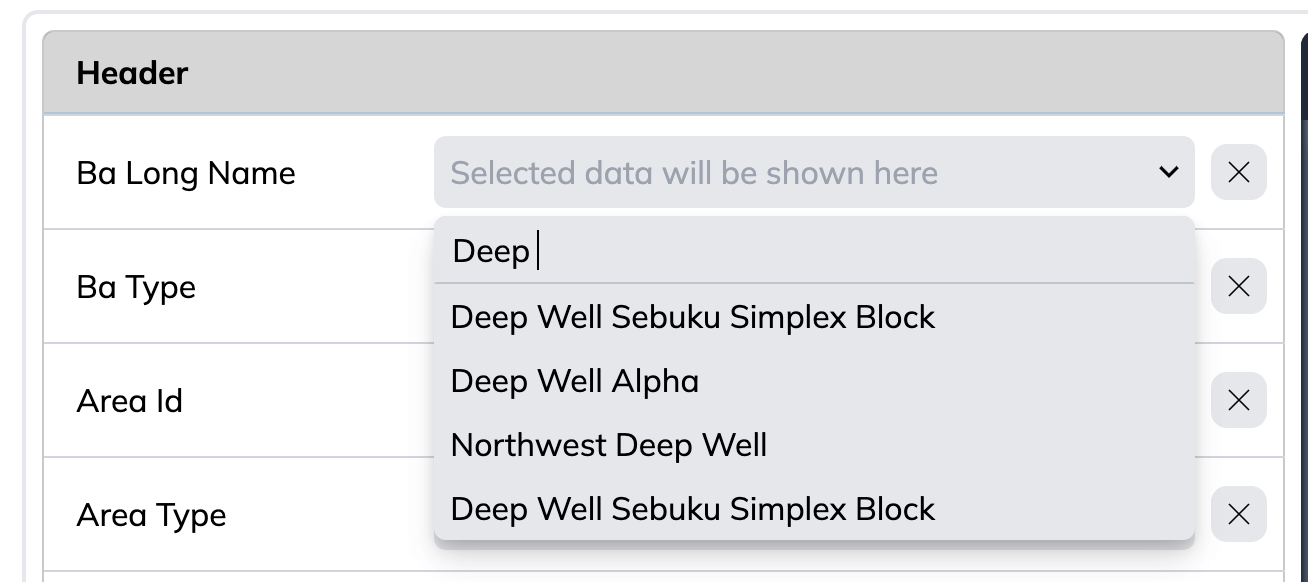 Header
Ba Long Name
Selected data will be shown here
Deep
Ba Type
Deep Well Sebuku Simplex Block
Deep Well Alpha
Area Id
Northwest Deep Well
Area Type
Deep Well Sebuku Simplex Block